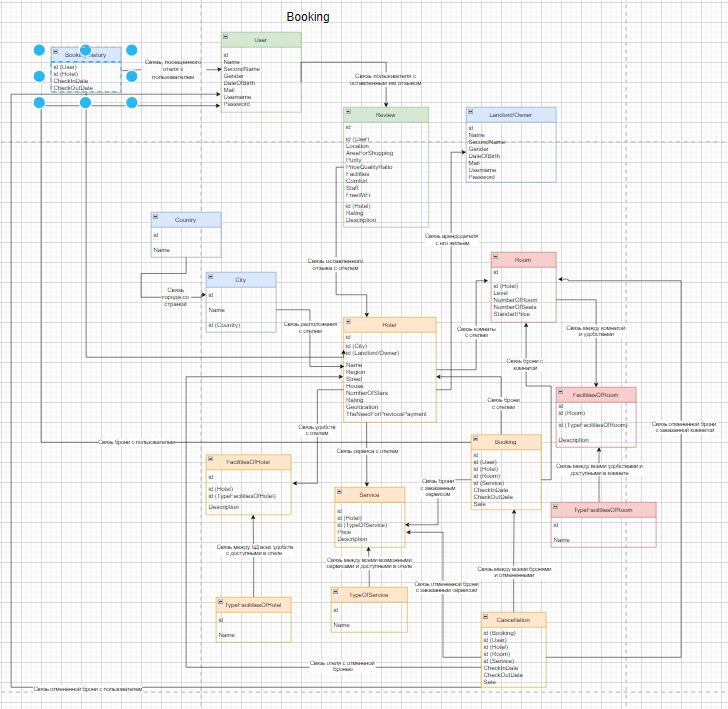 Booking
User
id
Name
SecondName
Gender
DateOfBirth
Mail
Username
Password
id (User)
id (Hotel)
CheckInDate
CheckOutDate
Связь, посещенного
отеля с
пользователем
Связь пользователя с
оставленным им отзывом
Review
id
id (User)
Location
AreaForShopping
Purity
PriceQualityRatio
Facilities
Comfort
Staff
FreeWiFi
id (Hotel)
Rating
Description
Landlord/Owner
id
Name
SecondName
Gender
DateOfBirth
Mail
Username
Password
Country
id
Name
Связь
города со
страной
City
id
Name
id (Country)
Связь оставленного
отзыва с отелем
Связь арендодателя
с его жильём
Room
id
id (Hotel)
Level
NumberOfRoom
NumberOfSeats
StandartPrice
Связь расположения
с отелем
Hotel
id
id (City)
id (Landlord/Owner)
Name
Region
Street
House
NumberOfStars
Rating
Geolocation
TheNeedForPreviousPayment
Связь комнаты
с отелем
Связь между комнатой
и удобствами
Связь брони с
комнатой
FacilitiesOfRoom
id
id (Room)
id (TypeFacilitiesOfRoom)
Description
Связь брони
с отелем
Связь отмененной брони
с заказанной комнатой
Связь удобств
с отелем
Связь брони с пользователем
Связь сервиса с отелем
Booking
id
id (User)
id (Hotel)
id (Room)
id (Service)
CheckInDate
CheckOutDate
Sale
FacilitiesOfHotel
id
id (Hotel)
id (TypeFacilitiesOfHotel)
Description
Связь между всеми удобствами и
доступными в комнате
Связь брони
с заказанным
сервисом
Service
id
id (Hotel)
id (TypeOfService)
Price
Description
TypeFacilitiesOfRoom
id
Name
с доступными в отеле
Связь между всеми возможными
сервисами и доступными в отеле
Связь между всеми бронями
и отмененными
Связь отмененной брони
с заказанным сервисом
TypeFacilitiesOfHotel
id
Name
TypeOfService
id
Name
Cancellation
id (Booking)
id (User)
id (Hotel)
id (Room)
id (Service)
CheckInDate
CheckOutDate
Sale
Связь отеля с отмененой
бронью
Связь отмененной брони с пользователем